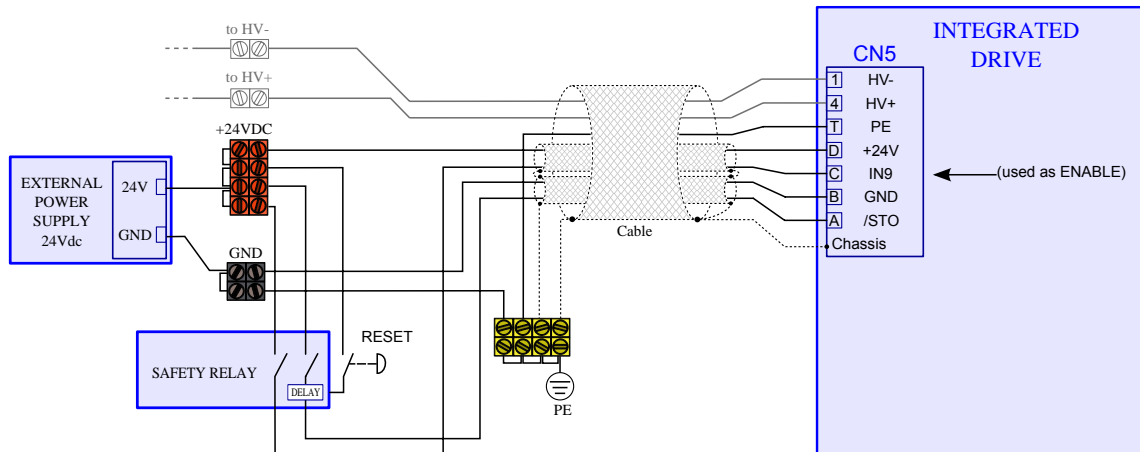 to HV-
to HV+
+24VDC
EXTERNAL
POWER
SUPPLY
24Vdc
24V
GND
GND
SAFETY RELAY
DELAY
RESET
PE
Cable
INTEGRATED
DRIVE
CN5
1 HV-
4 HV+
T PE
D +24V
C IN9
B GND
A /STO
Chassis
(used as ENABLE)